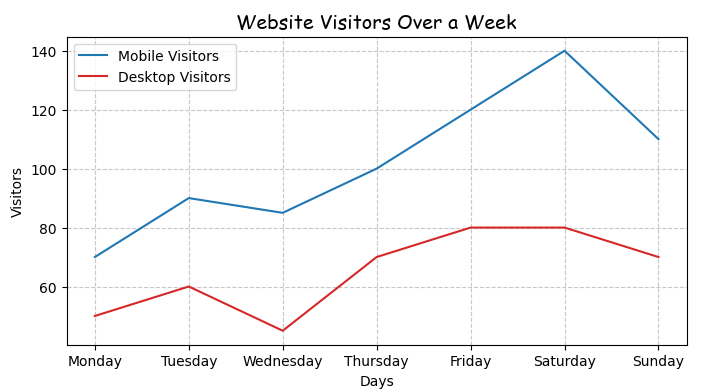 Website Visitors Over a Week
Mobile Visitors
Desktop Visitors
Visitors
140
120
100
80
60
Monday Tuesday Wednesday Thursday Friday Saturday Sunday
Days